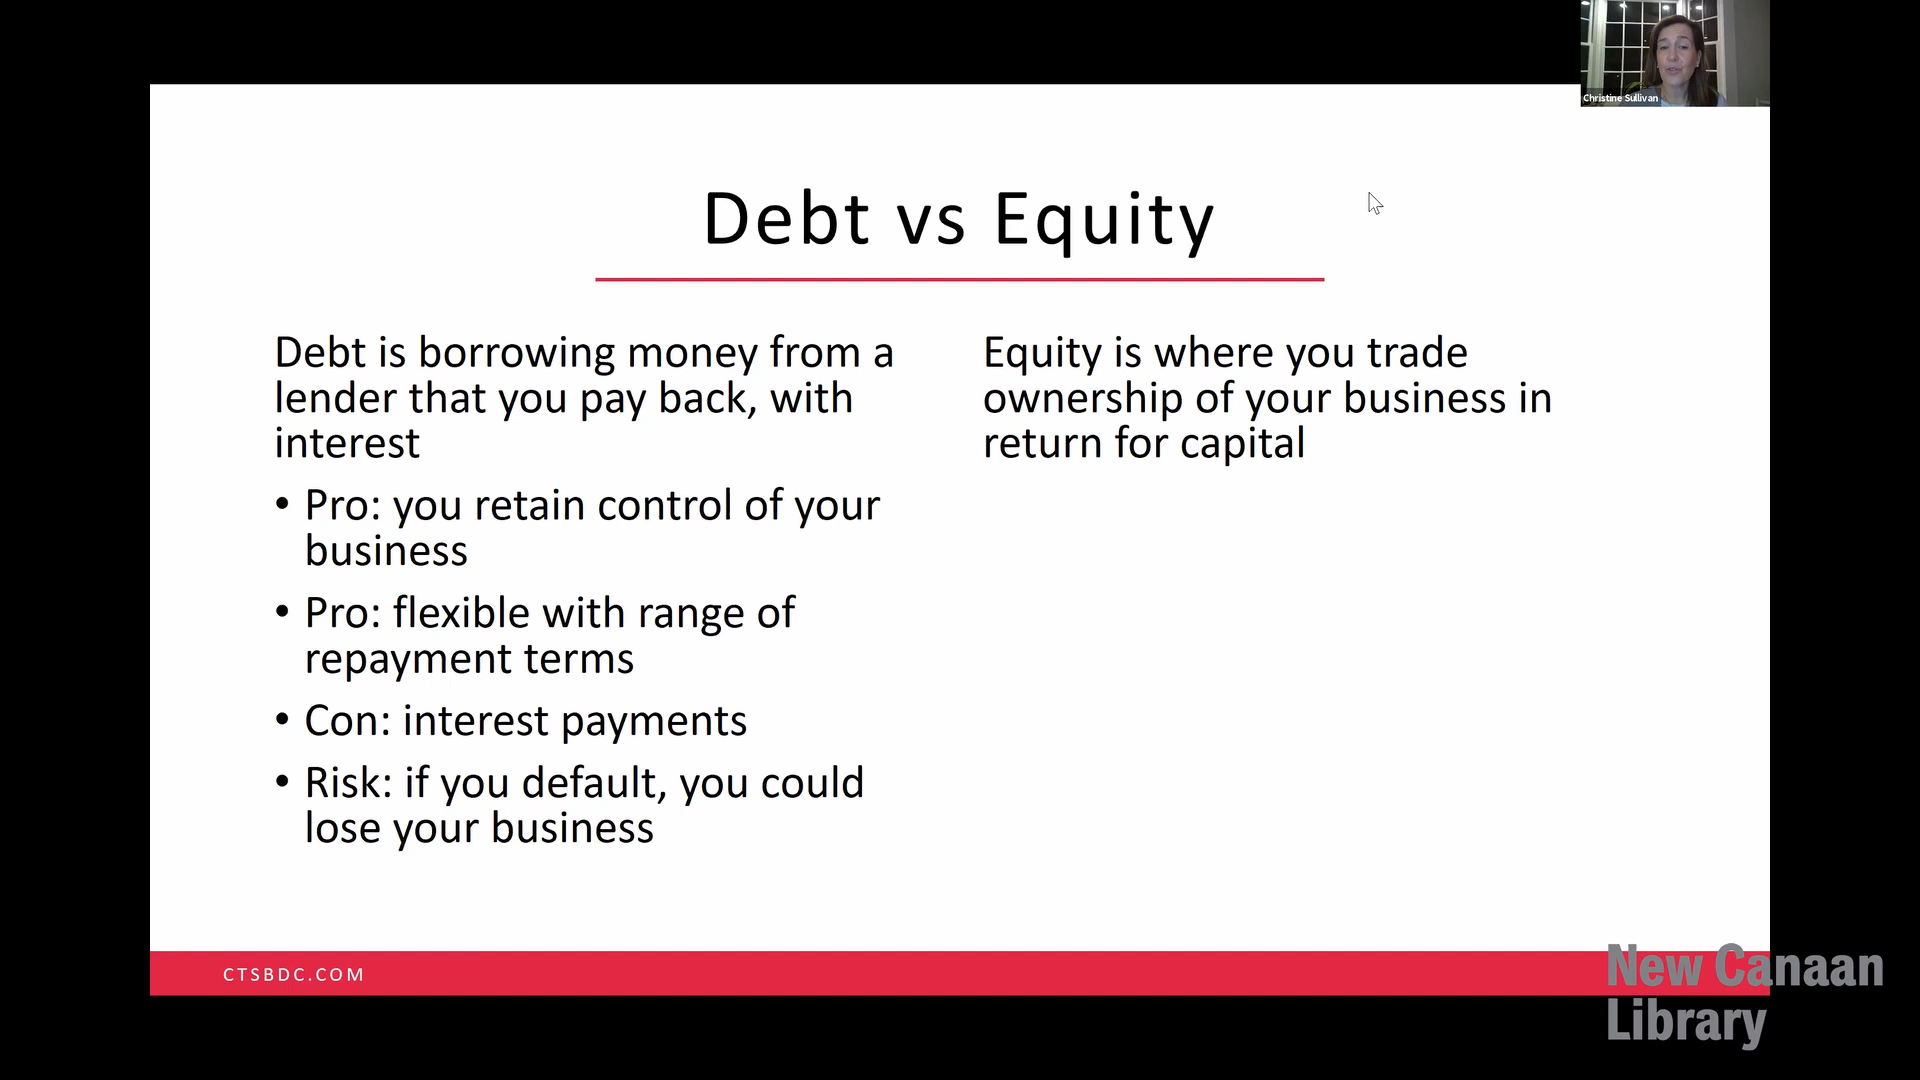 Christine Sullivan
Debt vs Equity
Debt is borrowing money from a
lender that you pay back, with
interest
• Pro: you retain control of your
business
• Pro: flexible with range of
repayment terms
• Con: interest payments
• Risk: if you default, you could
lose your business
Equity is where you trade
ownership of your business in
return for capital
CTSBDC.COM
New Canaan
Library